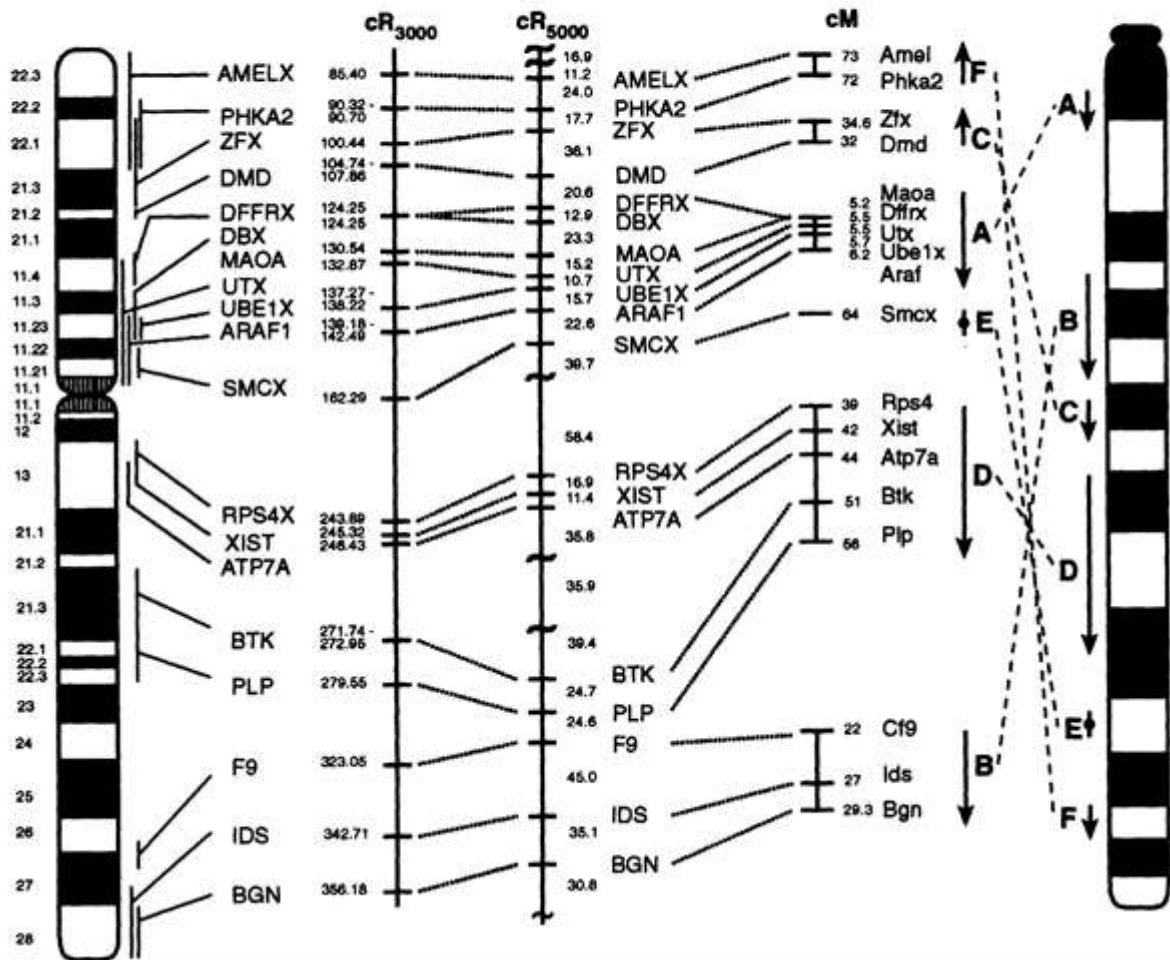 cR3000
cR5000
cM
22.3
22.2
22.1
21.3
21.2
21.1
11.4
11.3
11.23
11.22
11.21
11.1
11.1
11.2
12
13
21.1
21.2
21.3
22.1
22.2
22.3
23
24
25
26
27
28
AMELX
PHKA2
ZFX
DMD
DFFRX
DBX
MAOA
UTX
UBE1X
ARAF1
SMCX
RPS4X
XIST
ATP7A
BTK
PLP
F9
IDS
BGN
85.40
90.32
90.70
100.44
104.74
107.86
124.25
124.25
130.54
132.87
137.27
138.22
139.18
142.49
162.29
243.89
245.32
246.43
271.74
272.95
279.55
323.05
342.71
356.18
16.9
11.2
24.0
17.7
36.1
20.6
12.9
23.3
15.2
10.7
15.7
22.6
39.7
58.4
16.9
11.4
35.8
35.9
39.4
24.7
24.6
45.0
35.1
30.8
AMELX
PHKA2
ZFX
DMD
DFFRX
DBX
MAOA
UTX
UBE1X
ARAF1
SMCX
RPS4X
XIST
ATP7A
BTK
PLP
F9
IDS
BGN
73 Amel
72 Phka2
34.6 Zfx
32 Dmd
5.2 Maoa
5.5 Dffrx
5.5 Utx
5.7 Ube1x
6.2 Araf
64 Smcx
39 Rps4
42 Xist
44 Atp7a
51 Btk
56 Plp
22 Cf9
27 Ids
29.3 Bgn
F
C
A
E
D
B
A
B
C
D
E
F